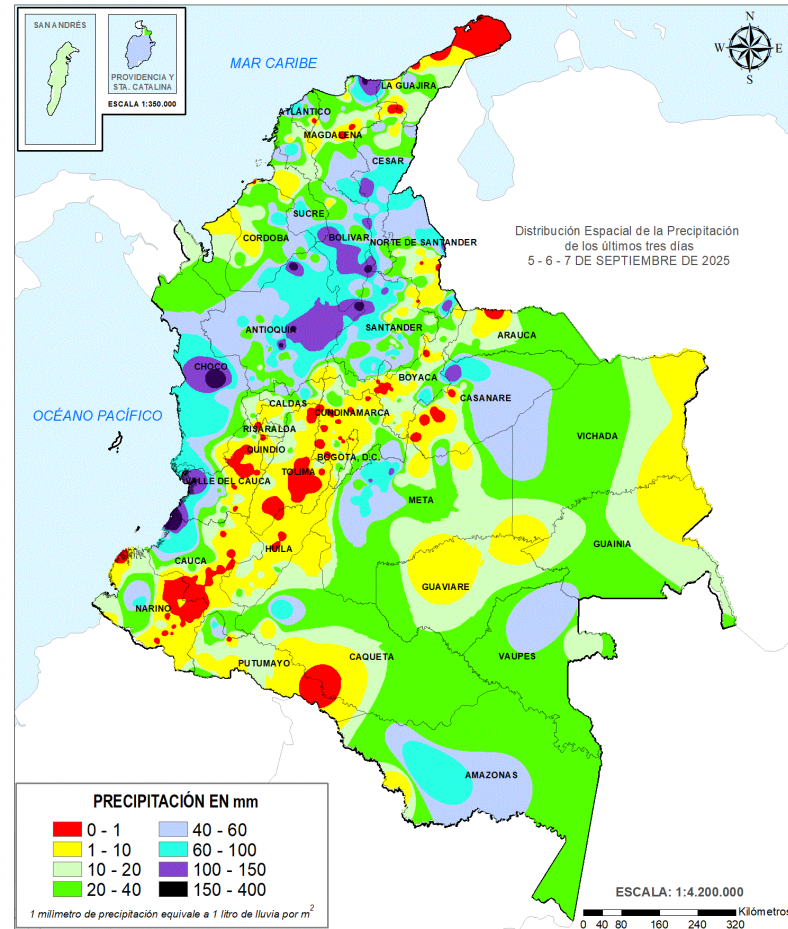 SAN ANDRÉS
PROVIDENCIA Y
STA. CATALINA
ESCALA 1:350.000
MAR CARIBE
N
W
E
S
LA GUAJIRA
ATLÁNTICO
MAGDALENA
CESAR
SUCRE
CORDOBA
BOLIVAR
NORTE DE SANTANDER
Distribución Espacial de la Precipitación
de los últimos tres días
5 - 6 - 7 DE SEPTIEMBRE DE 2025
ANTIOQUIA
SANTANDER
ARAUCA
CHOCO
BOYACA
CASANARE
OCÉANO PACÍFICO
CALDAS
CUNDINAMARCA
RISARALDA
VICHADA
QUINDIO
BOGOTA, D.C.
TOLIMA
VALLE DEL CAUCA
META
GUAINIA
HUILA
CAUCA
GUAVIARE
NARIÑO
PUTUMAYO
CAQUETA
VAUPES
AMAZONAS
PRECIPITACIÓN EN mm
0 - 1
40 - 60
1 - 10
60 - 100
10 - 20
100 - 150
20 - 40
150 - 400
1 milímetro de precipitación equivale a 1 litro de lluvia por m2
ESCALA: 1:4.200.000
Kilómetros
0 40 80 160 240 320